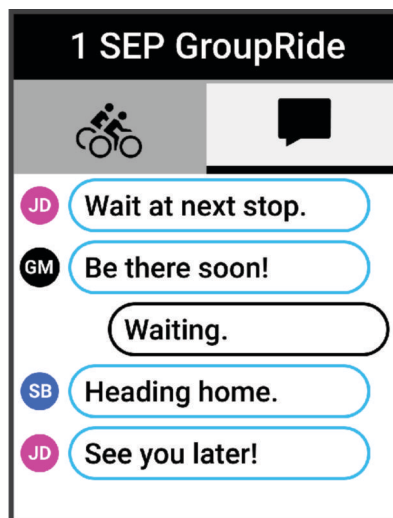 1 SEP GroupRide
JD Wait at next stop.
GM Be there soon!
Waiting.
SB Heading home.
JD See you later!